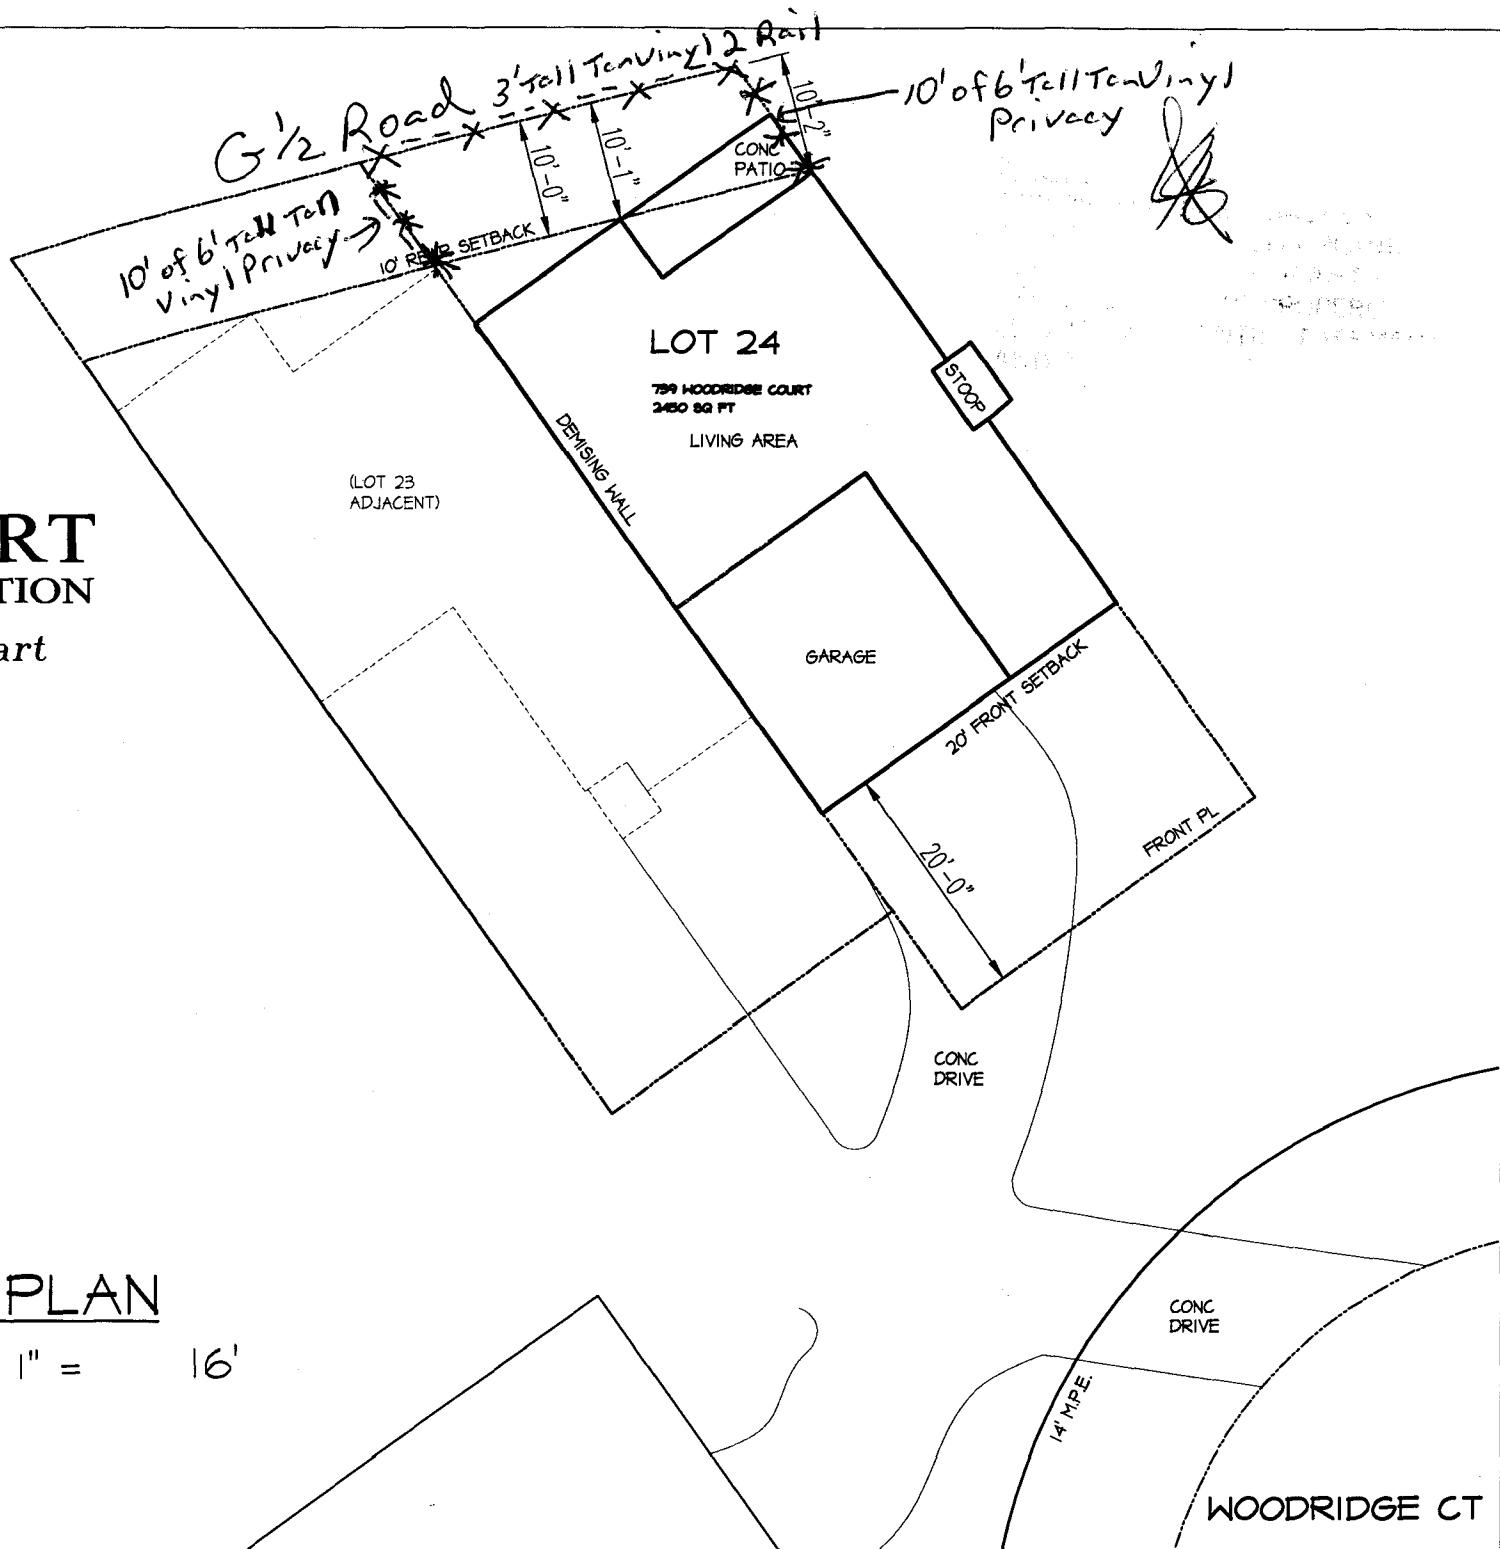 G 1/2 Road
3' Tall Tan Vinyl 2 Rail
10' of 6' Tall Tan Vinyl
Privacy
10' of 6' Tall Tan
Vinyl Privacy
10'-0"
10'-1"
10'-2"
CONC
PATIO
10' REAR SETBACK
LOT 24
2450 SQ FT
WOODRIDGE COURT
LIVING AREA
STOOP
DEMISING WALL
(LOT 23
ADJACENT)
RT
TION
art
GARAGE
20' FRONT SETBACK
20'-0"
FRONT PL
CONC
DRIVE
PLAN
1" = 16'
CONC
DRIVE
14' M.P.E.
WOODRIDGE CT